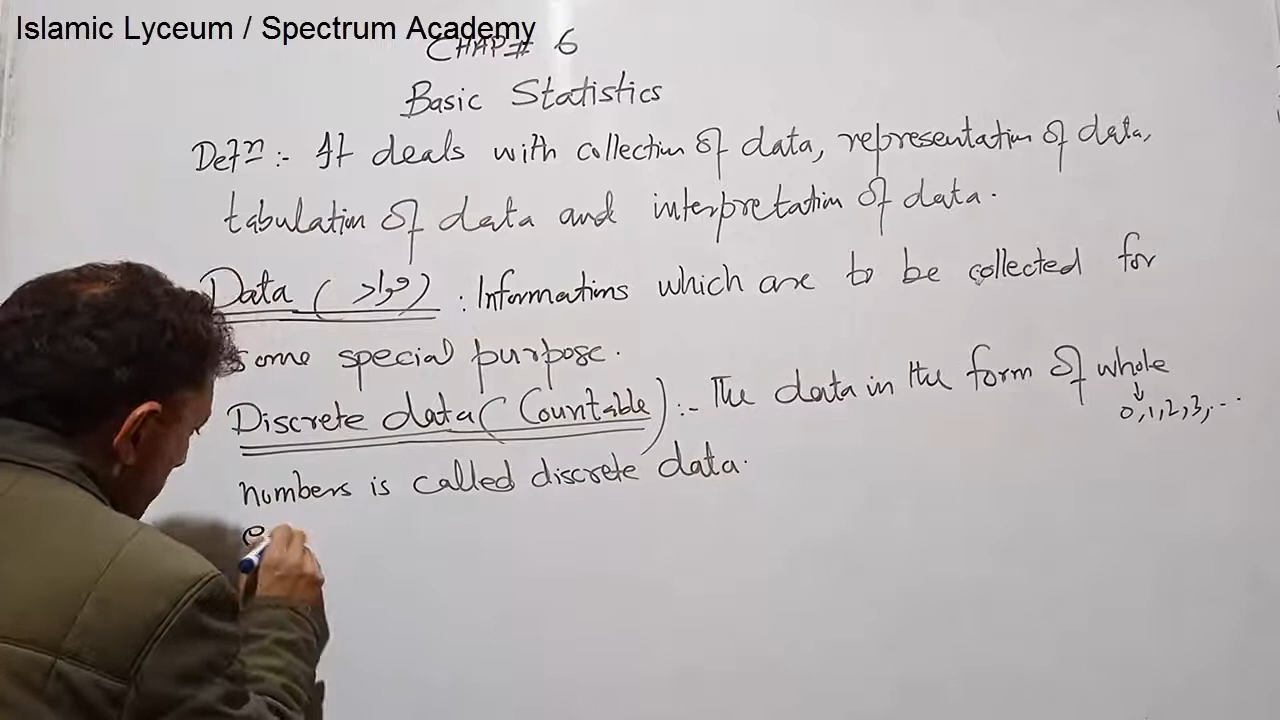 Islamic Lyceum / Spectrum Academy
CHAP# 6
Basic Statistics
Defn :- It deals with collection of data, representation of data,
tabulation of data and interpretation of data.
Data ( مواد ) : Informations which are to be collected for
some special purpose.
Discrete data ( Countable ) :- The data in the form of whole
↓
0,1,2,3,...
numbers is called discrete data.
e